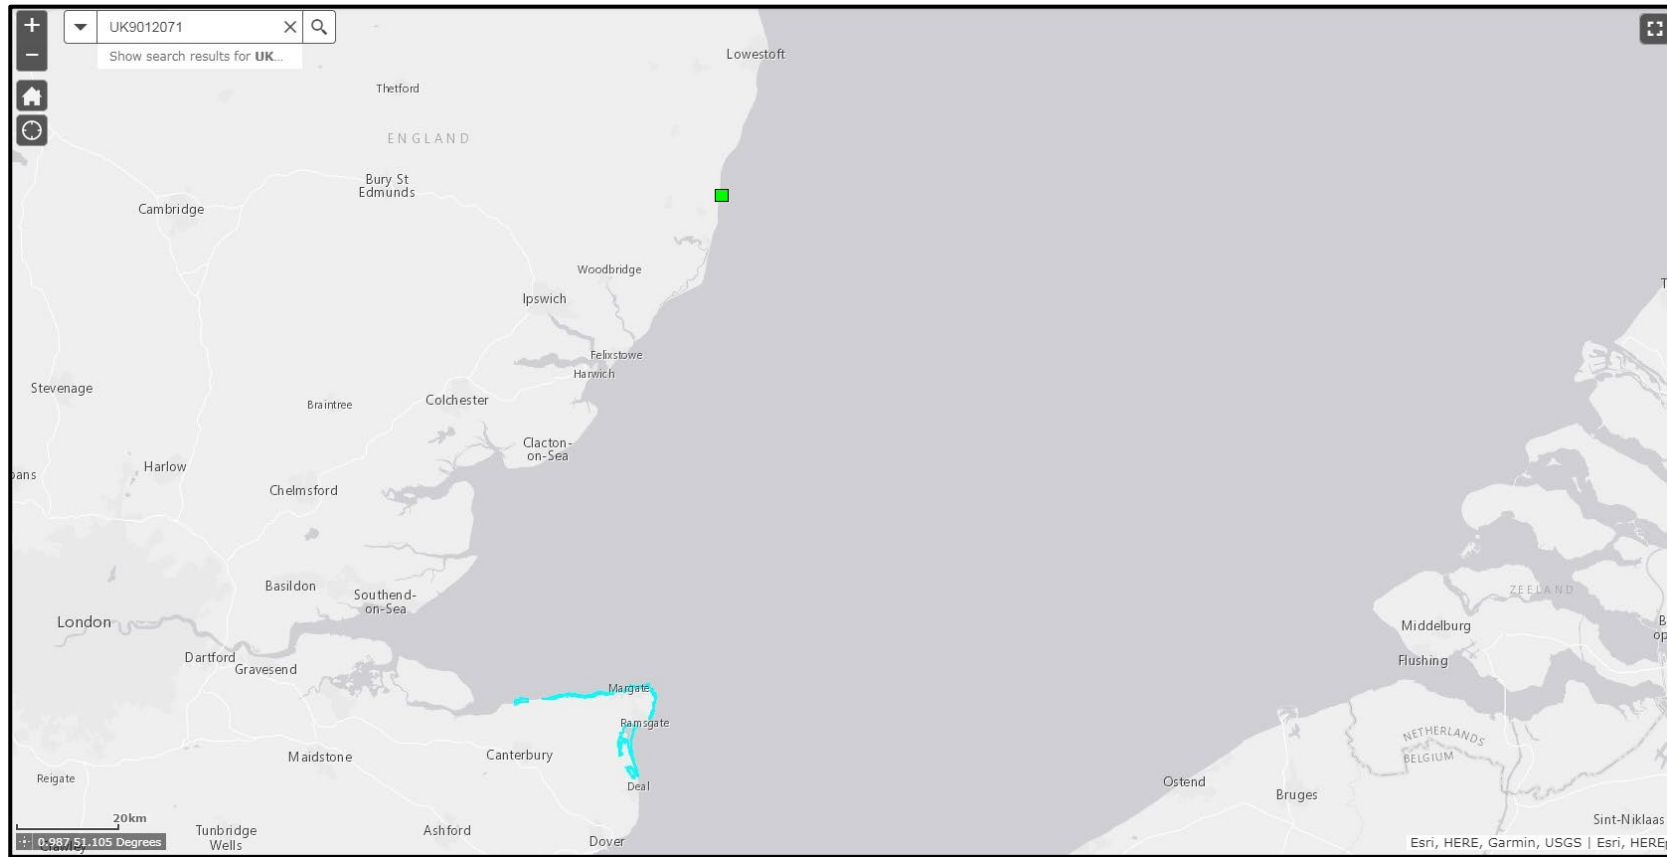 +
UK9012071
−
Show search results for UK...
Lowestoft
Thetford
ENGLAND
Bury St
Edmunds
Cambridge
Woodbridge
Ipswich
Felixstowe
Harwich
Stevenage
Braintree
Colchester
Clacton-
on-Sea
Harlow
Chelmsford
Basildon
Southend-
on-Sea
ZEELAND
London
Middelburg
Dartford
Gravesend
Flushing
Margate
Ramsgate
NETHERLANDS
BELGIUM
Maidstone
Canterbury
Reigate
Deal
Ostend
Bruges
20km
Tunbridge
Wells
Ashford
Dover
Sint-Niklaas
0.987 51.105 Degrees
Esri, HERE, Garmin, USGS | Esri, HERE